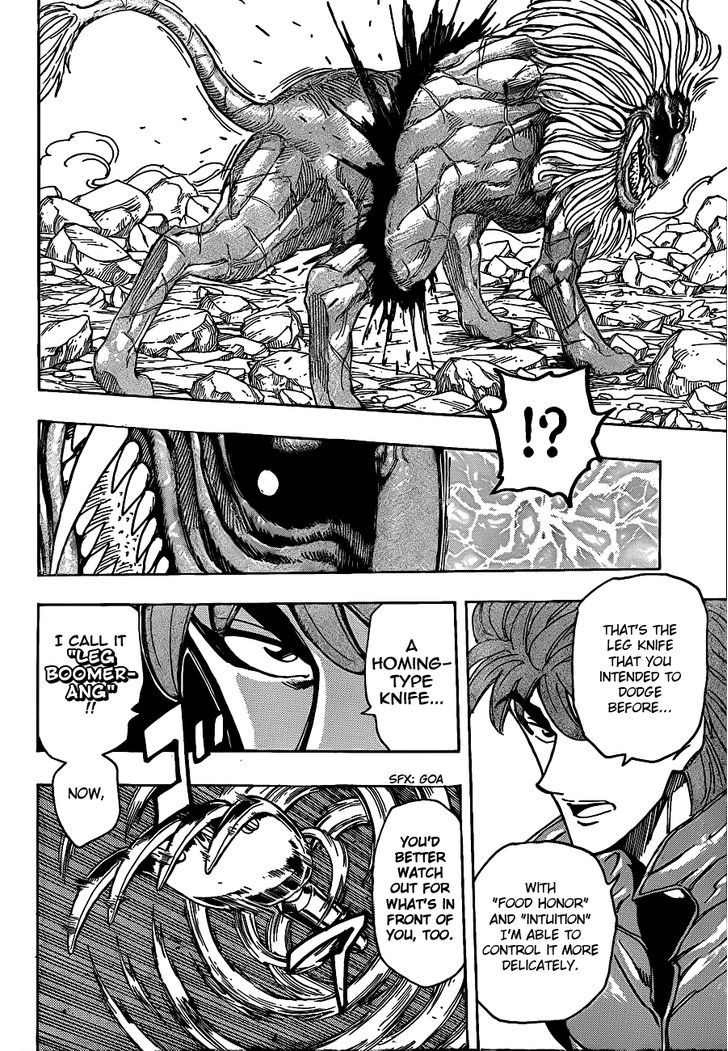 !?
THAT'S THE
LEG KNIFE
THAT YOU
INTENDED TO
DODGE
BEFORE...
WITH
"FOOD HONOR"
AND "INTUITION"
I'M ABLE TO
CONTROL IT MORE
DELICATELY.
A
HOMING-
TYPE
KNIFE...
I CALL IT
"LEG
BOOMER-
ANG"
!!
SFX: GOA
YOU'D
BETTER
WATCH
OUT FOR
WHAT'S IN
FRONT OF
YOU, TOO.
NOW,